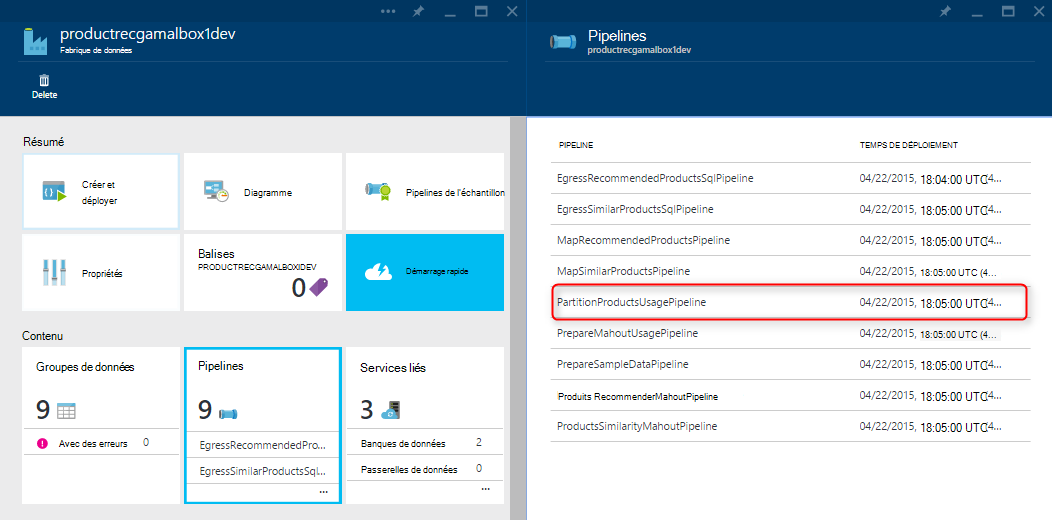 productrecgamalbox1dev
Fabrique de données
Delete
Résumé
Créer et
déployer
Diagramme
Pipelines de l'échantillon
Propriétés
Balises
PRODUCTRECGAMALBOXIDEV
0
Démarrage rapide
Contenu
Groupes de données
9
Avec des erreurs 0
Pipelines
9
EgressRecommendedPro...
EgressSimilarProductsSql...
...
Services liés
3
Banques de données 2
Passerelles de données 0
...
Pipelines
productrecgamalbox1dev
PIPELINE TEMPS DE DÉPLOIEMENT
EgressRecommendedProductsSqlPipeline 04/22/2015, 18:04:00 UTC(4...
EgressSimilarProductsSqlPipeline 04/22/2015, 18:05:00 UTC(4...
MapRecommendedProductsPipeline 04/22/2015, 18:05:00 UTC(4...
MapSimilarProductsPipeline 04/22/2015, 18:05:00 UTC (4...
PartitionProductsUsagePipeline 04/22/2015, 18:05:00 UTC(4...
PrepareMahoutUsagePipeline 04/22/2015, 18:05:00 UTC (4...
PrepareSampleDataPipeline 04/22/2015, 18:05:00 UTC(4...
Produits RecommenderMahoutPipeline 04/22/2015, 18:05:00 UTC(4...
ProductsSimilarityMahoutPipeline 04/22/2015, 18:05:00 UTC(4...